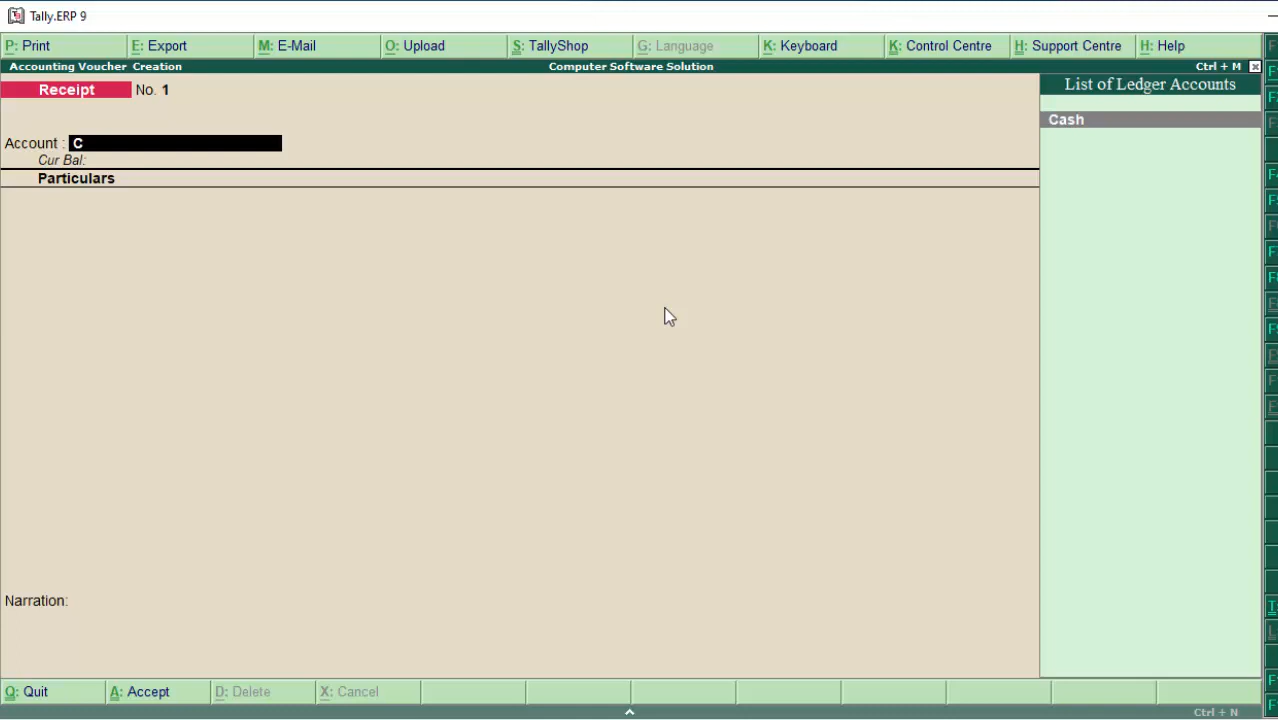 Tally.ERP 9
P: Print E: Export M: E-Mail O: Upload S: TallyShop G: Language K: Keyboard K: Control Centre H: Support Centre H: Help
Accounting Voucher Creation Computer Software Solution Ctrl + M
Receipt No. 1 List of Ledger Accounts
Cash
Account : C
Cur Bal:
Particulars
Narration:
Q: Quit A: Accept D: Delete X: Cancel
Ctrl + N